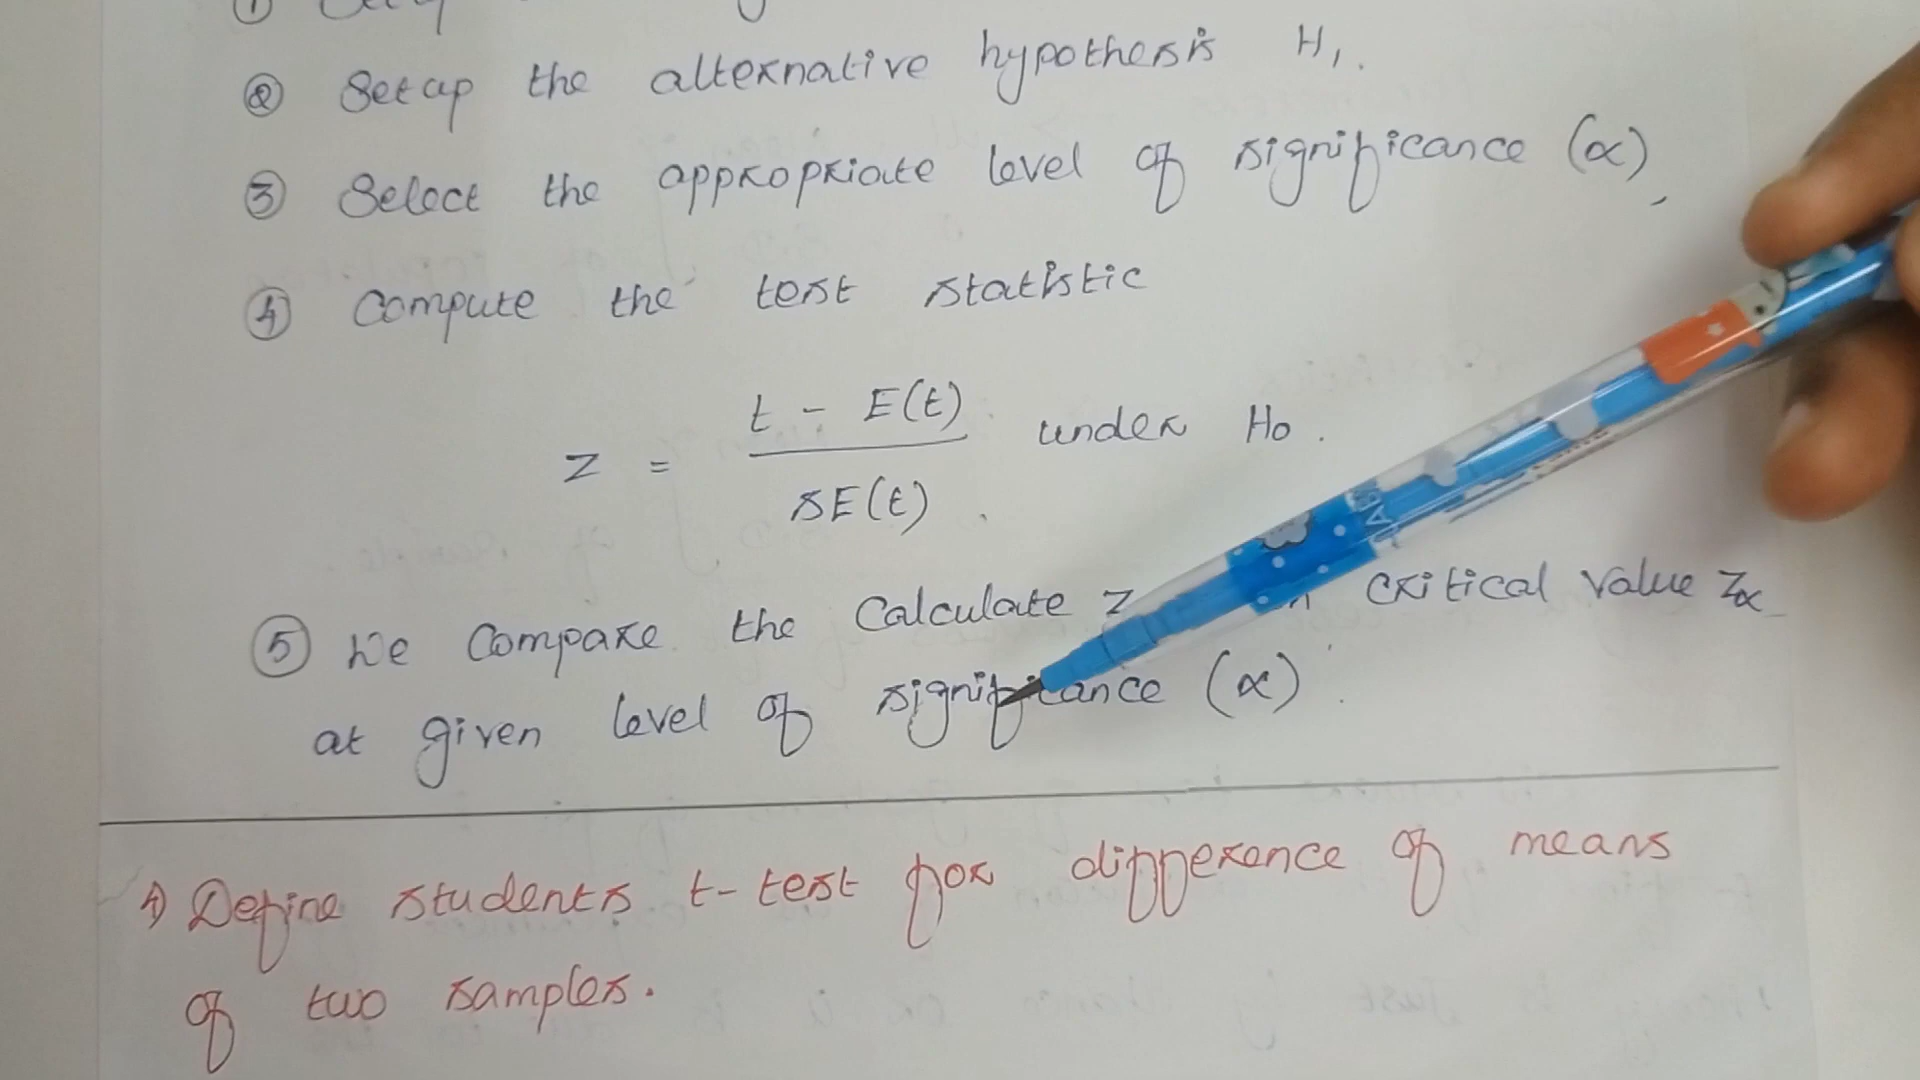 ① Setup
② Setup the alternative hypothesis H₁.
③ Select the appropriate level of significance (α)
④ Compute the test statistic
z = t - E(t) / SE(t) under H₀.
⑤ We Compare the Calculate z critical value zα
at given level of significance (α).
4) Define students t-test for difference of means
of two samples.